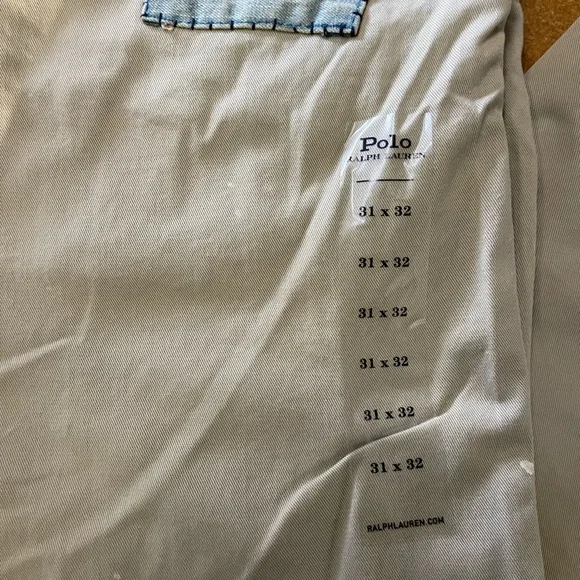 Polo
RALPH LAUREN
31 x 32
31 x 32
31 x 32
31 x 32
31 x 32
31 x 32
RALPHLAUREN.COM